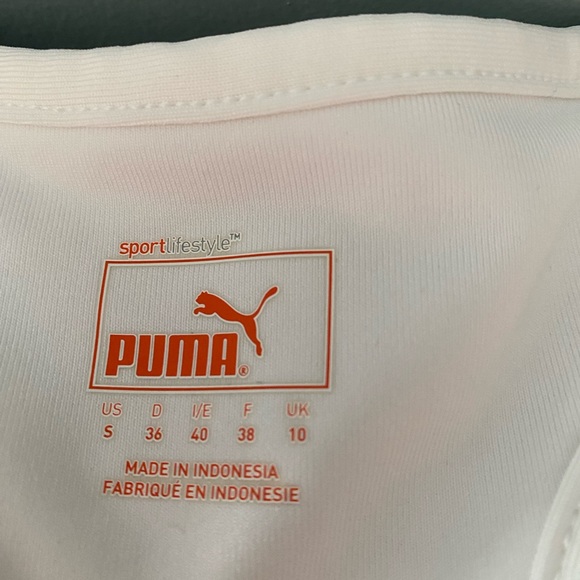 sportlifestyle™
PUMA®
US D I/E F UK
S 36 40 38 10
MADE IN INDONESIA
FABRIQUÉ EN INDONESIE